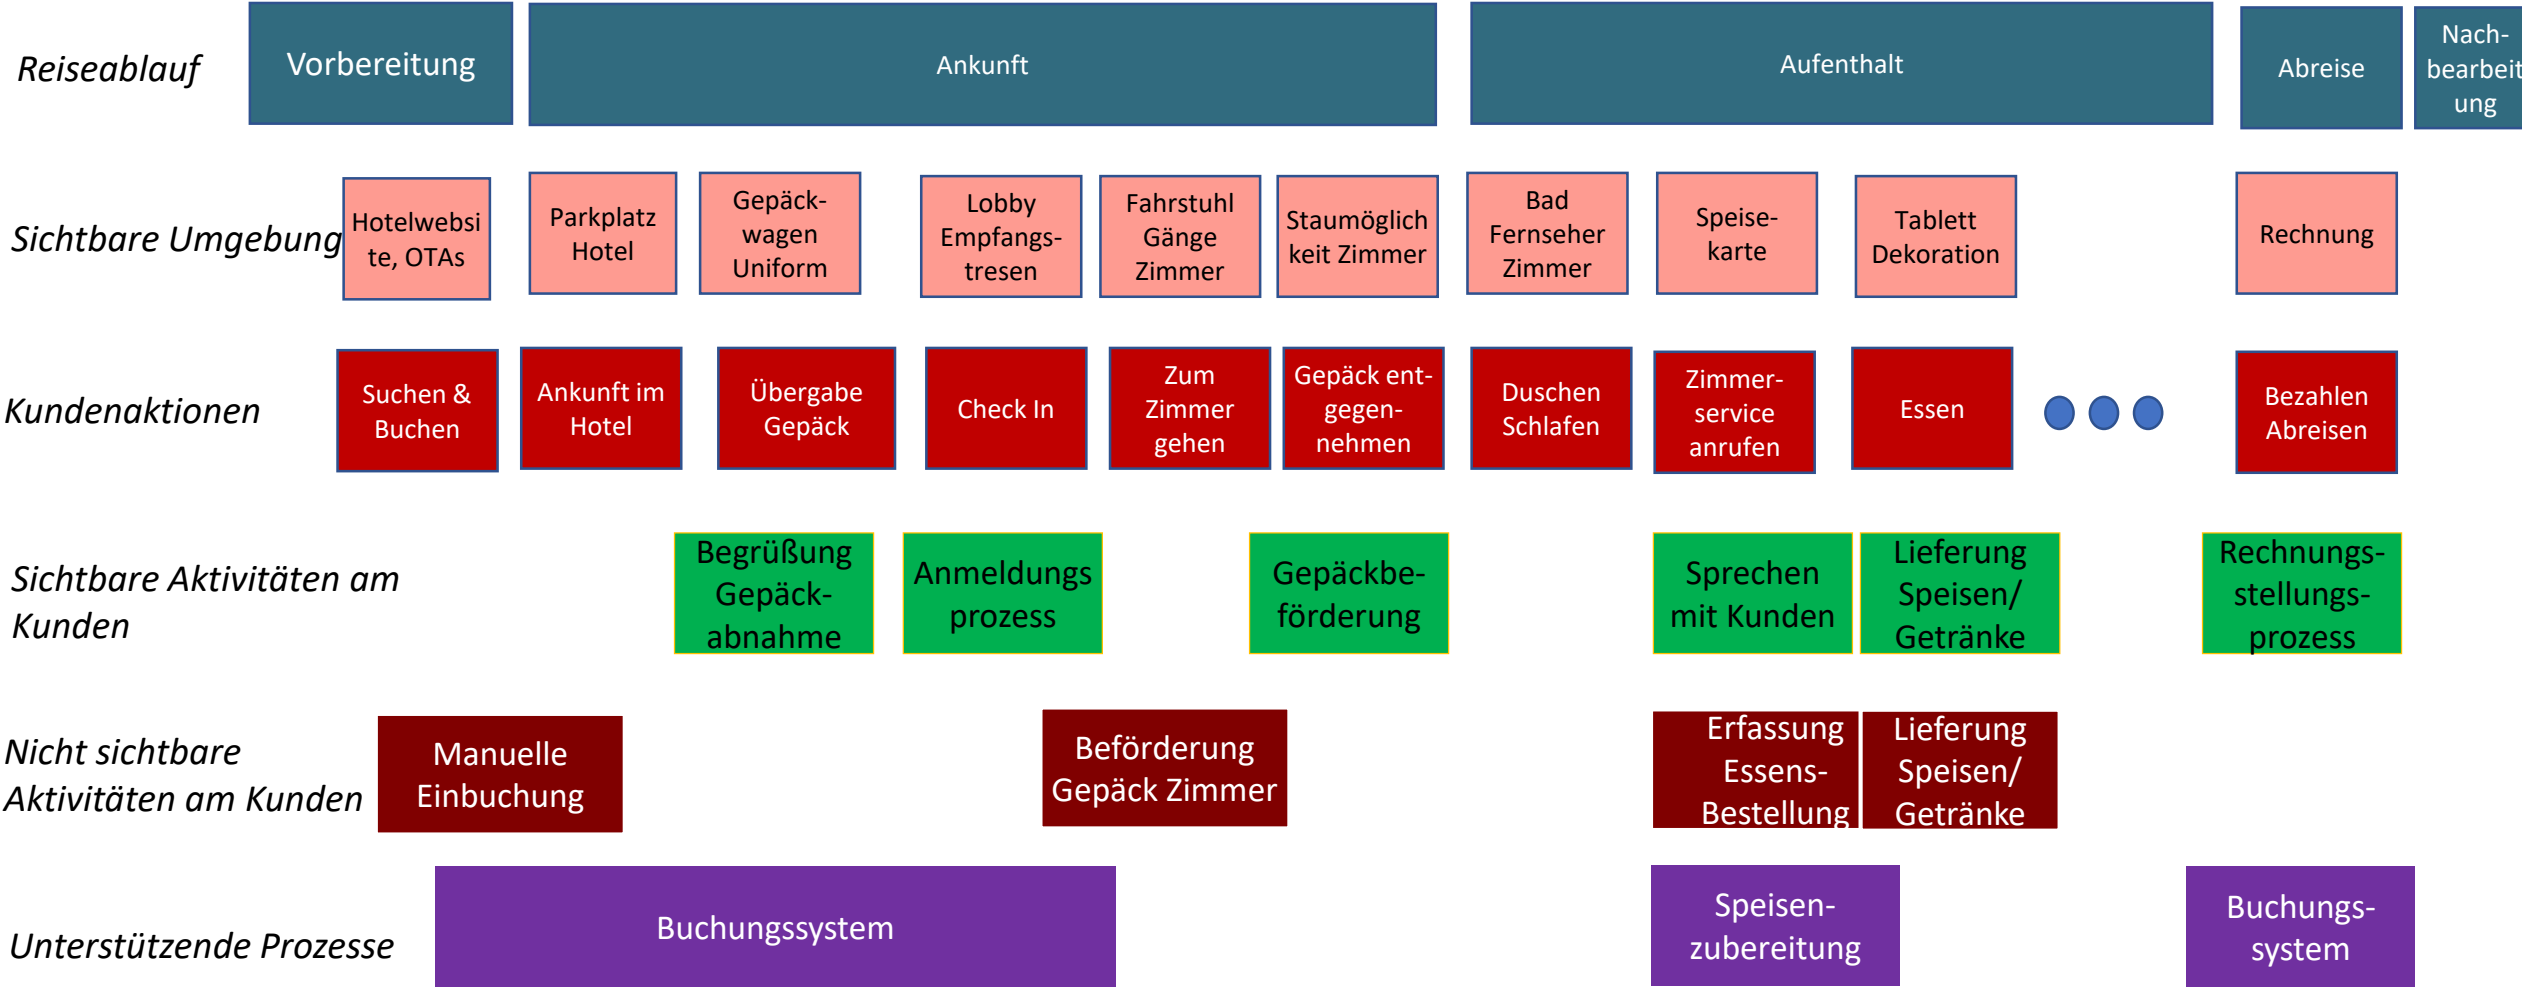 Reiseablauf
Vorbereitung
Ankunft
Aufenthalt
Abreise
Nach-
bearbeit
ung
Sichtbare Umgebung
Hotelwebsi
te, OTAs
Parkplatz
Hotel
Gepäck-
wagen
Uniform
Lobby
Empfangs-
tresen
Fahrstuhl
Gänge
Zimmer
Staumöglich
keit Zimmer
Bad
Fernseher
Zimmer
Speise-
karte
Tablett
Dekoration
Rechnung
Kundenaktionen
Suchen &
Buchen
Ankunft im
Hotel
Übergabe
Gepäck
Check In
Zum
Zimmer
gehen
Gepäck ent-
gegen-
nehmen
Duschen
Schlafen
Zimmer-
service
anrufen
Essen
Bezahlen
Abreisen
Sichtbare Aktivitäten am
Kunden
Begrüßung
Gepäck-
abnahme
Anmeldungs
prozess
Gepäckbe-
förderung
Sprechen
mit Kunden
Lieferung
Speisen/
Getränke
Rechnungs-
stellungs-
prozess
Nicht sichtbare
Aktivitäten am Kunden
Manuelle
Einbuchung
Beförderung
Gepäck Zimmer
Erfassung
Essens-
Bestellung
Lieferung
Speisen/
Getränke
Unterstützende Prozesse
Buchungssystem
Speisen-
zubereitung
Buchungs-
system